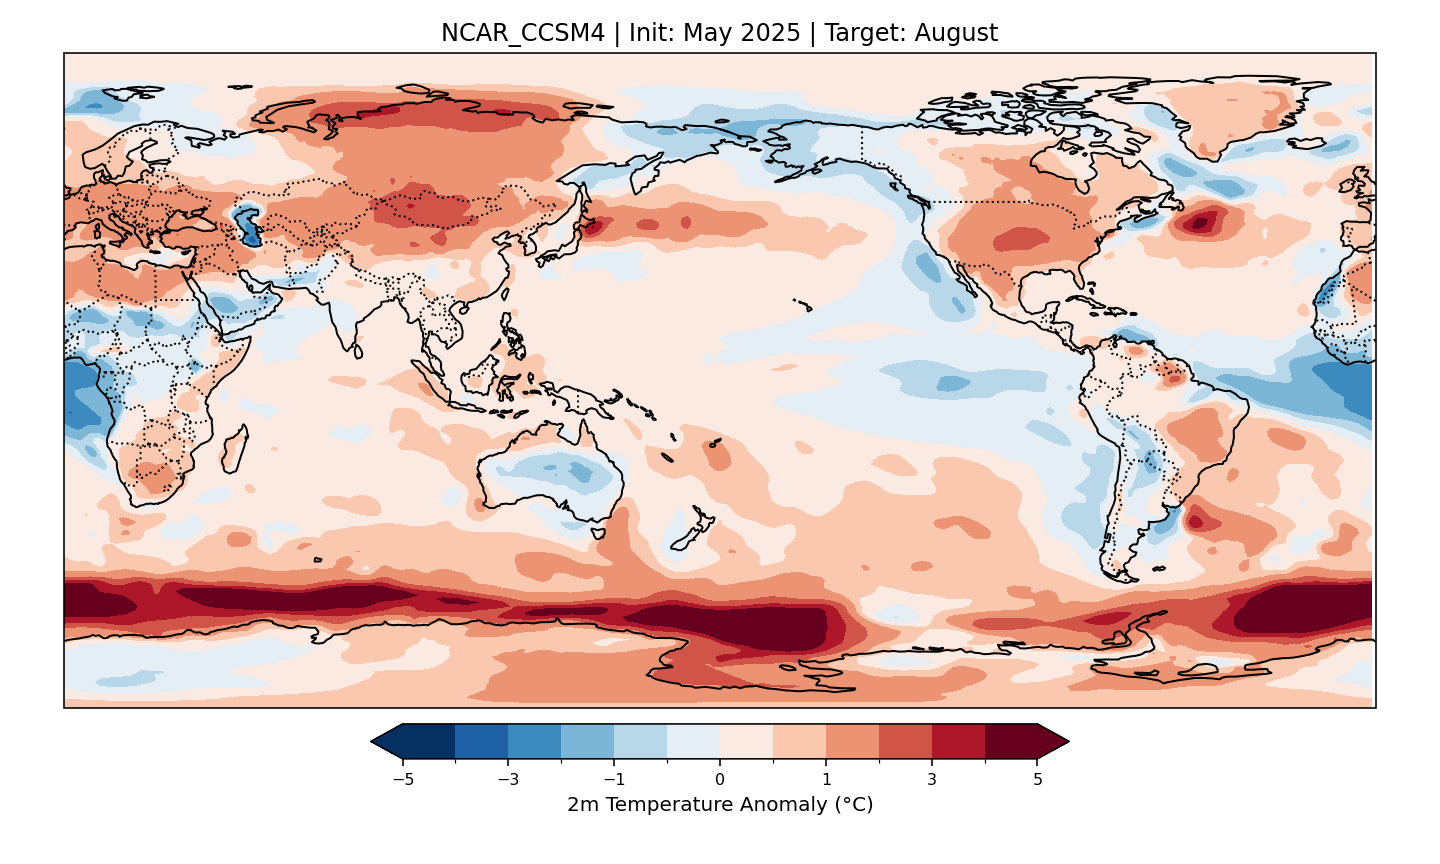 NCAR_CCSM4 | Init: May 2025 | Target: August
−5 −3 −1 0 1 3 5
2m Temperature Anomaly (°C)